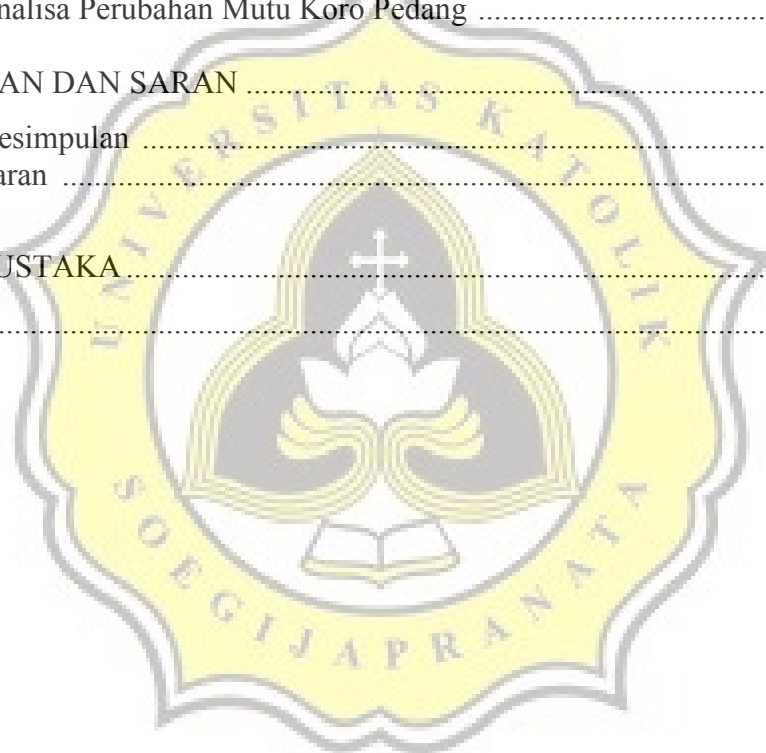 nalisa Perubahan Mutu Koro Pedang ..............................................
AN DAN SARAN ..................................................................................
esimpulan ..............................................................................................
aran ........................................................................................................
USTAKA ..............................................................................................
....................................................................................................
UNIVERSITAS KATOLIK
SOEGIJAPRANATA